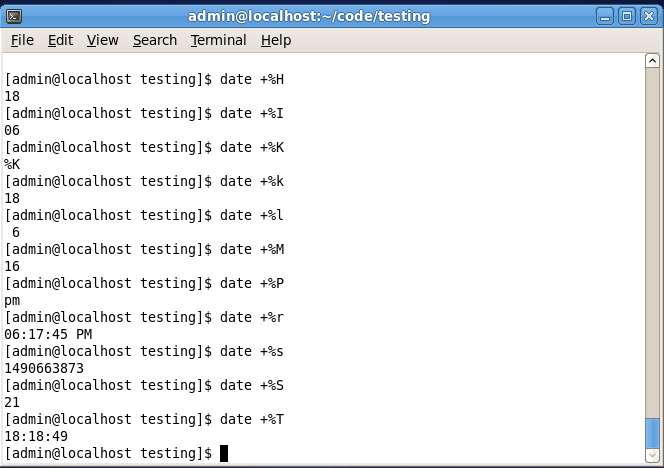 admin@localhost:~/code/testing
File Edit View Search Terminal Help
[admin@localhost testing]$ date +%H
18
[admin@localhost testing]$ date +%I
06
[admin@localhost testing]$ date +%K
%K
[admin@localhost testing]$ date +%k
18
[admin@localhost testing]$ date +%l
 6
[admin@localhost testing]$ date +%M
16
[admin@localhost testing]$ date +%P
pm
[admin@localhost testing]$ date +%r
06:17:45 PM
[admin@localhost testing]$ date +%s
1490663873
[admin@localhost testing]$ date +%S
21
[admin@localhost testing]$ date +%T
18:18:49
[admin@localhost testing]$